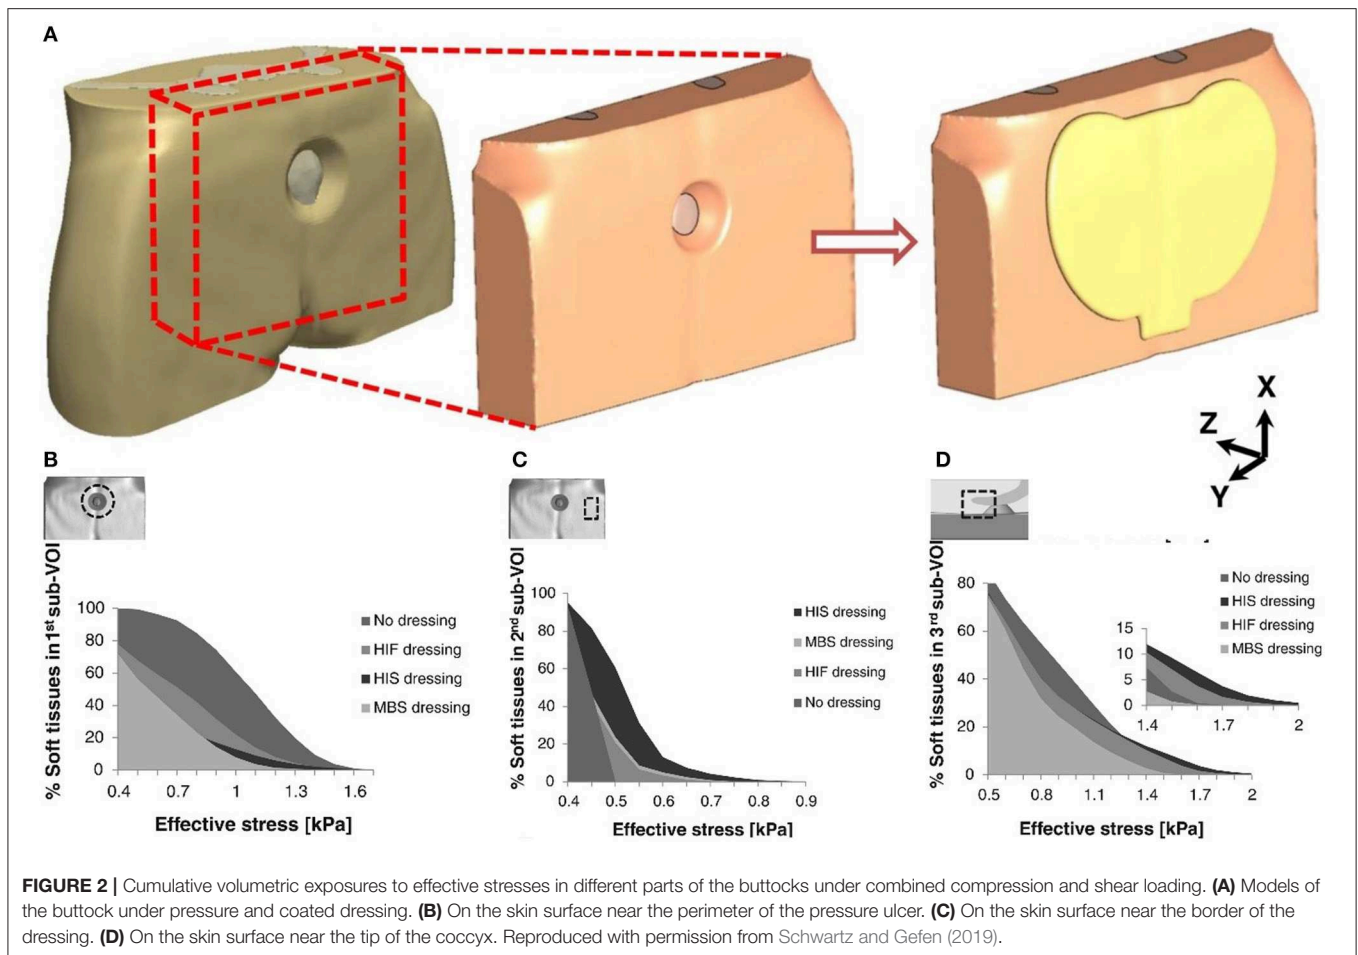 A
X
Z
Y
B
C
D
% Soft tissues in 1st sub-VOI
100
80
60
40
20
0
0.4 0.7 1 1.3 1.6
Effective stress [kPa]
No dressing
HIF dressing
HIS dressing
MBS dressing
% Soft tissues in 2nd sub-VOI
100
80
60
40
20
0
0.4 0.5 0.6 0.7 0.8 0.9
Effective stress [kPa]
HIS dressing
MBS dressing
HIF dressing
No dressing
% Soft tissues in 3rd sub-VOI
80
60
40
20
0
0.5 0.8 1.1 1.4 1.7 2
Effective stress [kPa]
No dressing
HIS dressing
HIF dressing
MBS dressing
15
10
5
0
1.4 1.7 2
FIGURE 2 | Cumulative volumetric exposures to effective stresses in different parts of the buttocks under combined compression and shear loading. (A) Models of
the buttock under pressure and coated dressing. (B) On the skin surface near the perimeter of the pressure ulcer. (C) On the skin surface near the border of the
dressing. (D) On the skin surface near the tip of the coccyx. Reproduced with permission from Schwartz and Gefen (2019).